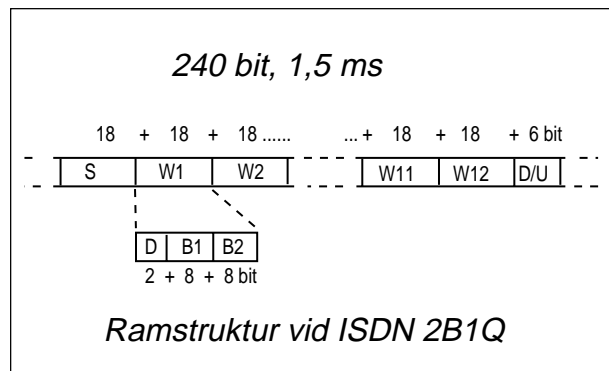 240 bit, 1,5 ms
18 + 18 + 18 ...... ... + 18 + 18 + 6 bit
S W1 W2 W11 W12 D/U
D B1 B2
2 + 8 + 8 bit
Ramstruktur vid ISDN 2B1Q